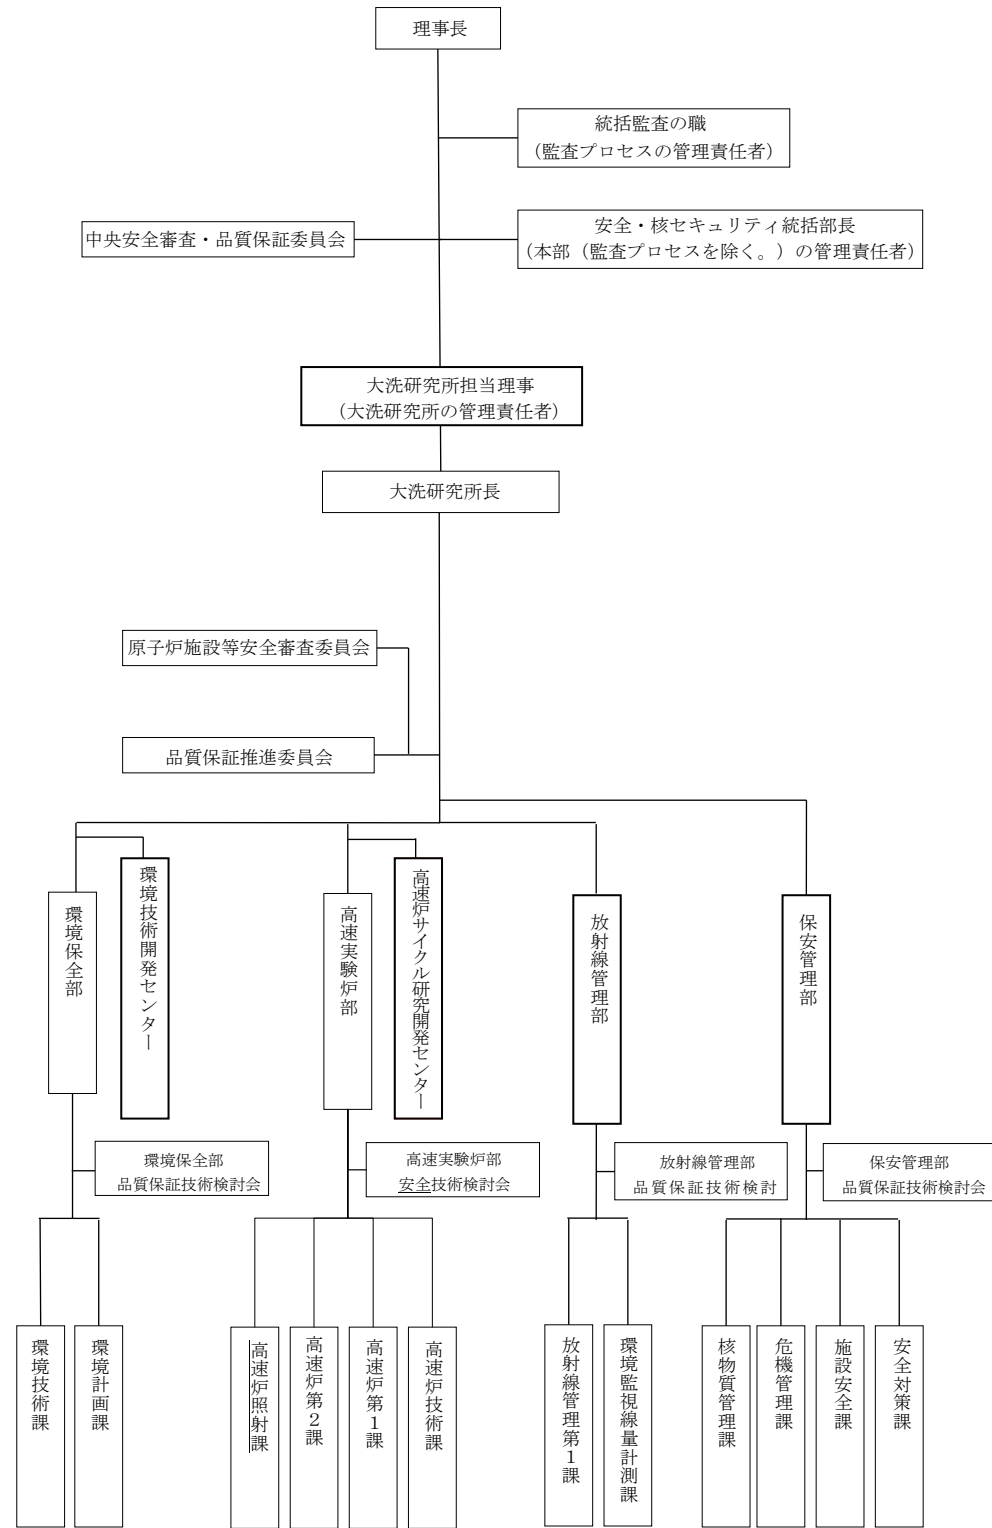 理事長
統括監査の職
（監査プロセスの管理責任者）
中央安全審査・品質保証委員会
安全・核セキュリティ統括部長
（本部（監査プロセスを除く。）の管理責任者）
大洗研究所担当理事
（大洗研究所の管理責任者）
大洗研究所長
原子炉施設等安全審査委員会
品質保証推進委員会
環境保全部
環境技術開発センター
高速実験炉部
高速炉サイクル研究開発センター
放射線管理部
保安管理部
環境保全部
品質保証技術検討会
高速実験炉部
安全技術検討会
放射線管理部
品質保証技術検討
保安管理部
品質保証技術検討会
環境技術課
環境計画課
高速炉照射課
高速炉第２課
高速炉第１課
高速炉技術課
放射線管理第１課
環境監視線量計測課
核物質管理課
危機管理課
施設安全課
安全対策課